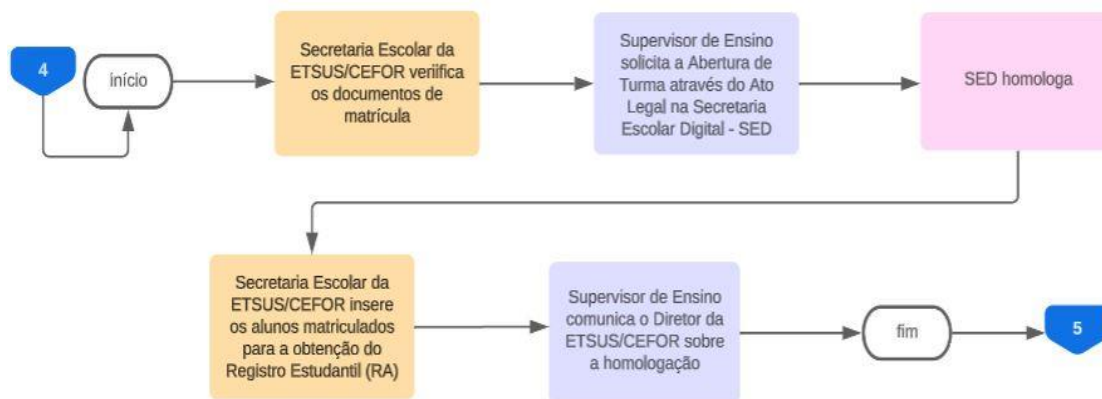 4
início
Secretaria Escolar da
ETSUS/CEFOR veriifica
os documentos de
matrícula
Supervisor de Ensino
solicita a Abertura de
Turma através do Ato
Legal na Secretaria
Escolar Digital - SED
SED homologa
Secretaria Escolar da
ETSUS/CEFOR insere
os alunos matriculados
para a obtenção do
Registro Estudantil (RA)
Supervisor de Ensino
comunica o Diretor da
ETSUS/CEFOR sobre
a homologação
fim
5